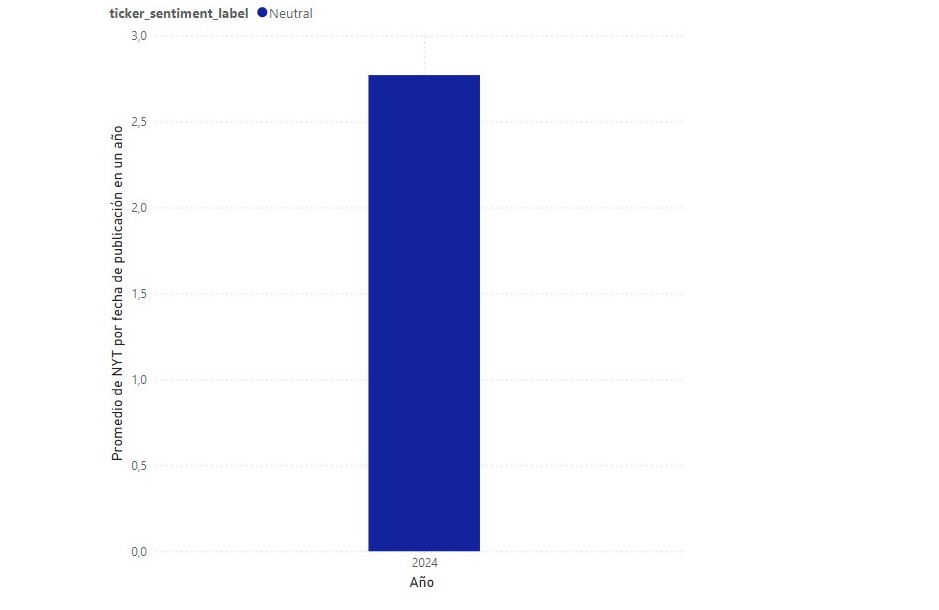 ticker_sentiment_label Neutral
Promedio de NYT por fecha de publicación en un año
3,0
2,5
2,0
1,5
1,0
0,5
0,0
2024
Año